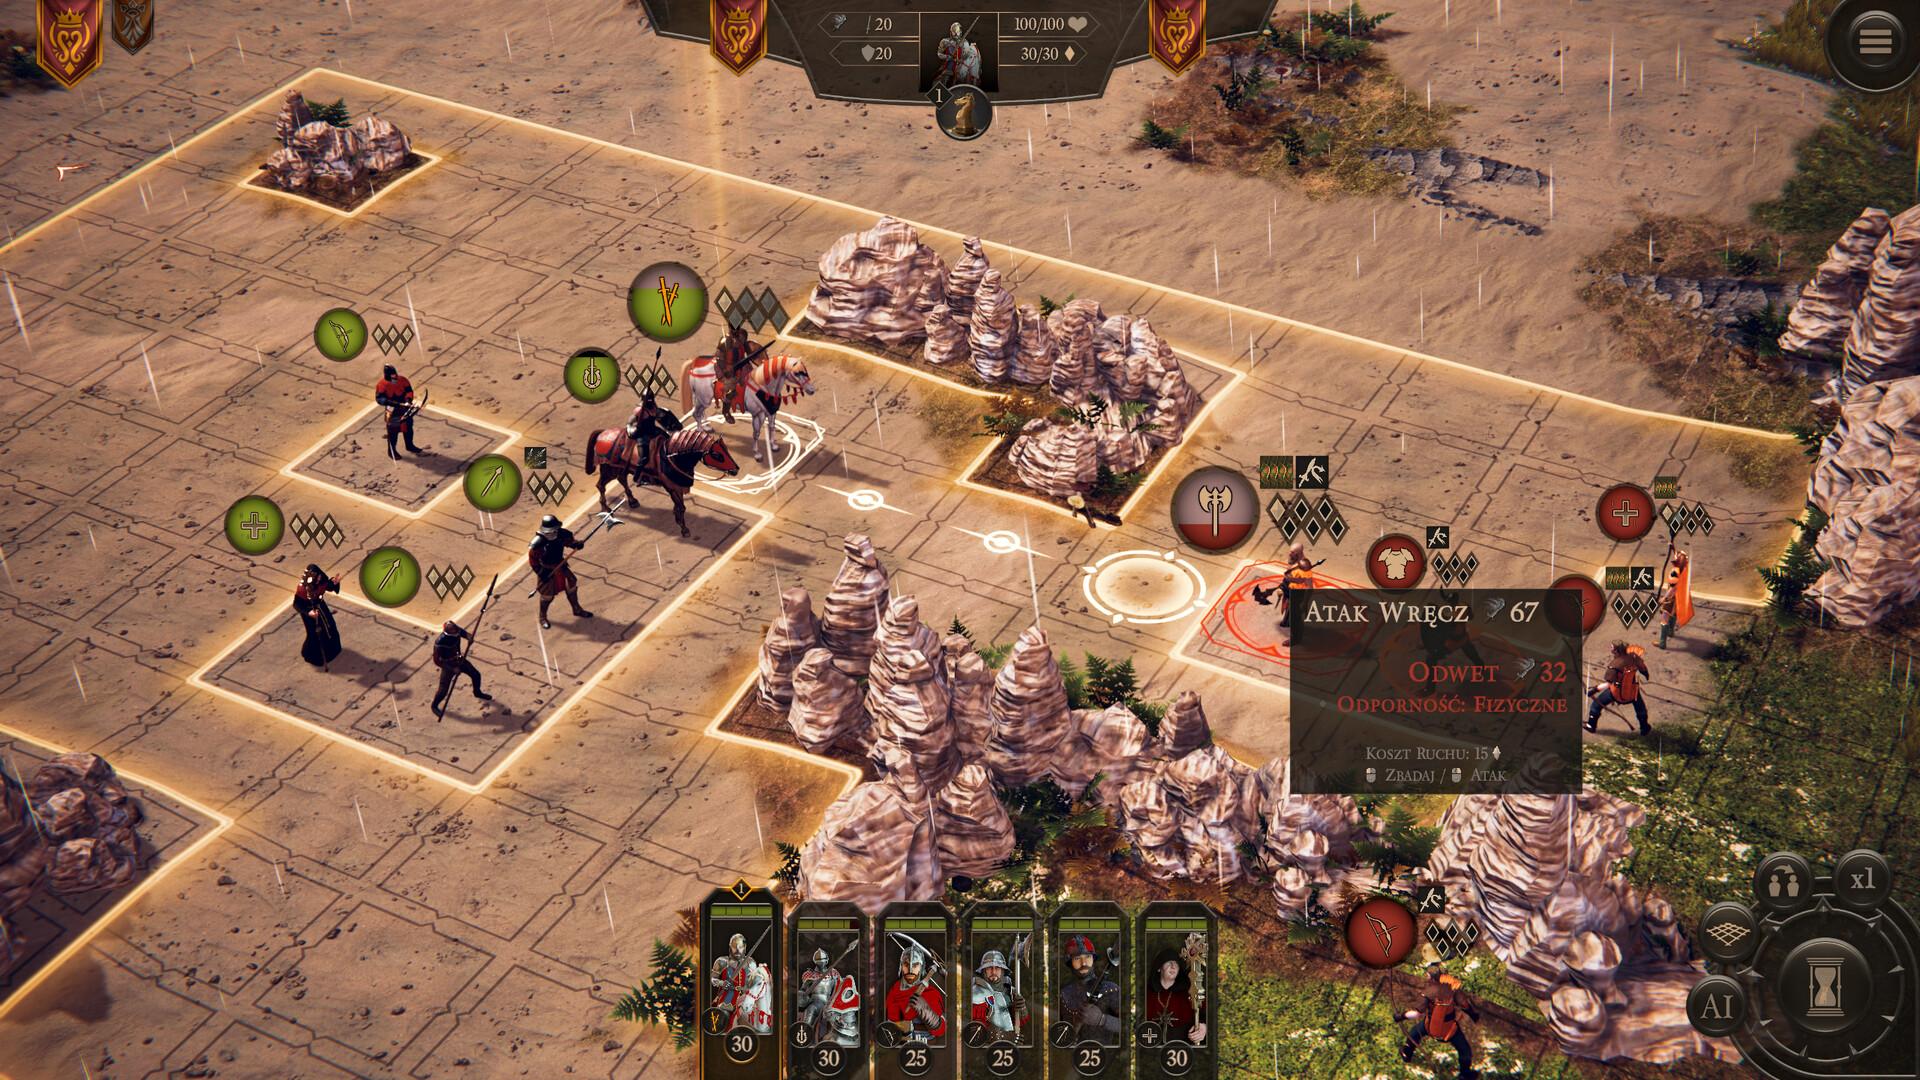 20
100/100
20
30/30
1
Atak Wręcz 67
Odwet 32
Odporność: Fizyczne
Koszt Ruchu: 15
Zbadaj / Atak
x1
AI
1
30
30
25
25
25
30